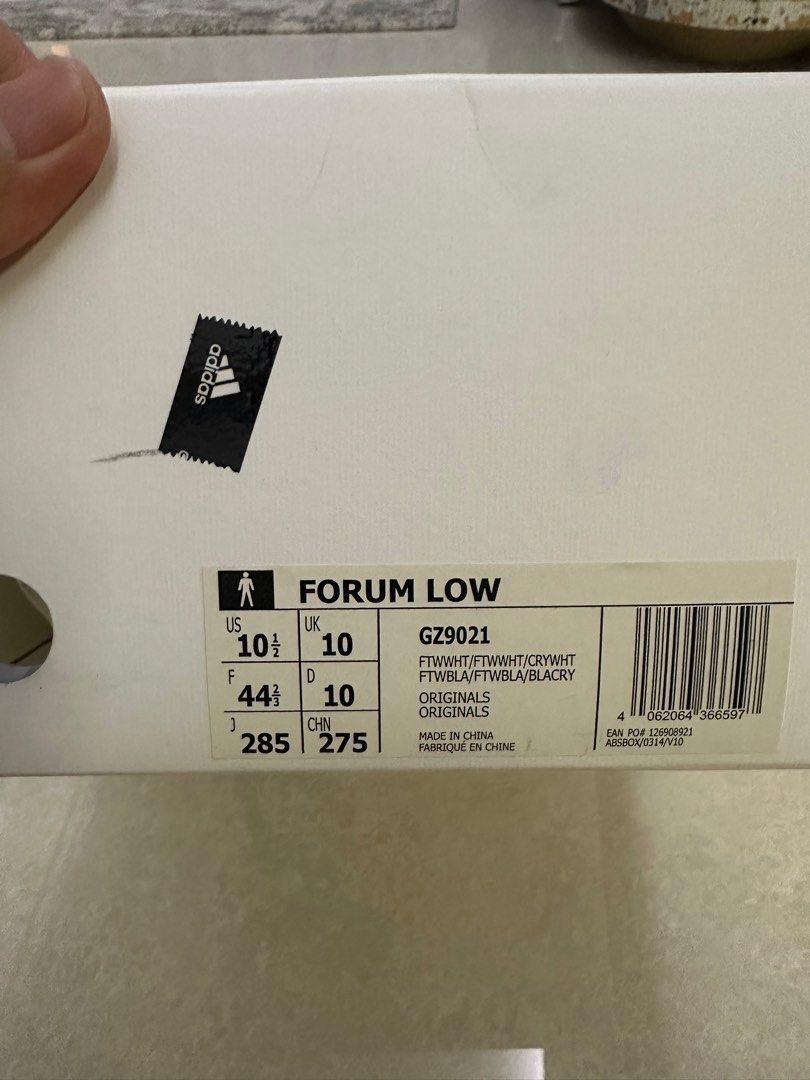 adidas
FORUM LOW
US 10½
UK 10
F 44⅔
D 10
J 285
CHN 275
GZ9021
FTWWHT/FTWWHT/CRYWHT
FTWBLA/FTWBLA/BLACRY
ORIGINALS
ORIGINALS
MADE IN CHINA
FABRIQUÉ EN CHINE
4 062064 366597
EAN PO# 126908921
ABSBOX/0314/V10